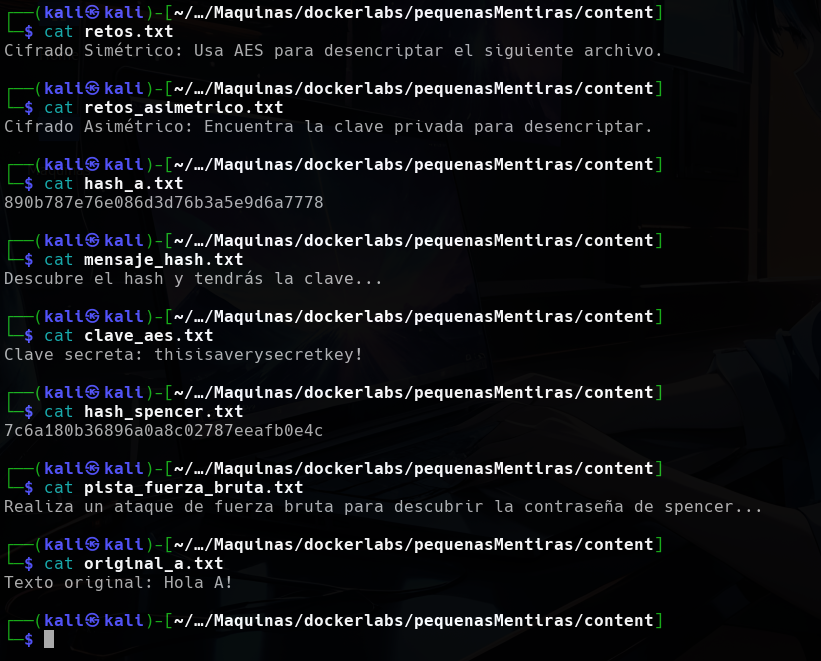 ┌──(kali㉿kali)-[~/…/Maquinas/dockerlabs/pequenasMentiras/content]
└─$ cat retos.txt
Cifrado Simétrico: Usa AES para desencriptar el siguiente archivo.
┌──(kali㉿kali)-[~/…/Maquinas/dockerlabs/pequenasMentiras/content]
└─$ cat retos_asimetrico.txt
Cifrado Asimétrico: Encuentra la clave privada para desencriptar.
┌──(kali㉿kali)-[~/…/Maquinas/dockerlabs/pequenasMentiras/content]
└─$ cat hash_a.txt
890b787e76e086d3d76b3a5e9d6a7778
┌──(kali㉿kali)-[~/…/Maquinas/dockerlabs/pequenasMentiras/content]
└─$ cat mensaje_hash.txt
Descubre el hash y tendrás la clave...
┌──(kali㉿kali)-[~/…/Maquinas/dockerlabs/pequenasMentiras/content]
└─$ cat clave_aes.txt
Clave secreta: thisisaverysecretkey!
┌──(kali㉿kali)-[~/…/Maquinas/dockerlabs/pequenasMentiras/content]
└─$ cat hash_spencer.txt
7c6a180b36896a0a8c02787eeafb0e4c
┌──(kali㉿kali)-[~/…/Maquinas/dockerlabs/pequenasMentiras/content]
└─$ cat pista_fuerza_bruta.txt
Realiza un ataque de fuerza bruta para descubrir la contraseña de spencer...
┌──(kali㉿kali)-[~/…/Maquinas/dockerlabs/pequenasMentiras/content]
└─$ cat original_a.txt
Texto original: Hola A!
┌──(kali㉿kali)-[~/…/Maquinas/dockerlabs/pequenasMentiras/content]
└─$